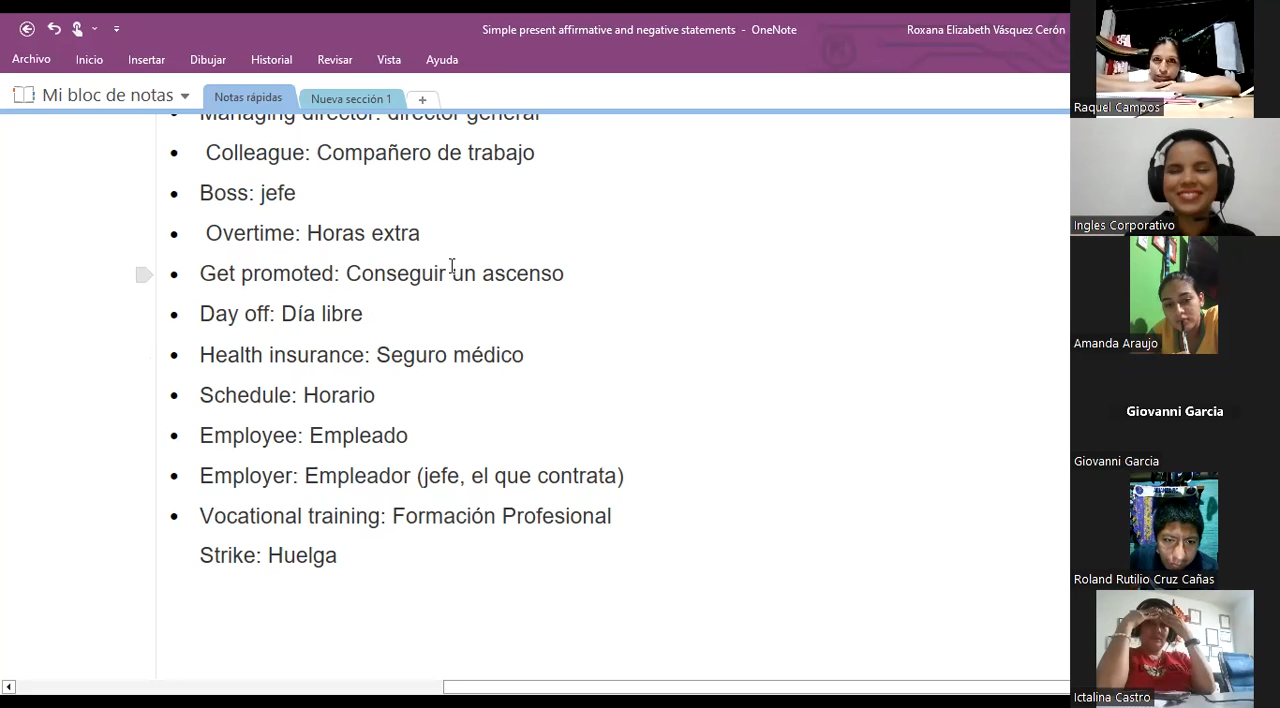 Simple present affirmative and negative statements - OneNote
Roxana Elizabeth Vásquez Cerón
Archivo Inicio Insertar Dibujar Historial Revisar Vista Ayuda
Mi bloc de notas Notas rápidas Nueva sección 1 +
• Managing director: director general
• Colleague: Compañero de trabajo
• Boss: jefe
• Overtime: Horas extra
• Get promoted: Conseguir un ascenso
• Day off: Día libre
• Health insurance: Seguro médico
• Schedule: Horario
• Employee: Empleado
• Employer: Empleador (jefe, el que contrata)
• Vocational training: Formación Profesional
Strike: Huelga
Raquel Campos
Ingles Corporativo
Amanda Araujo
Giovanni Garcia
Giovanni Garcia
Roland Rutilio Cruz Cañas
Ictalina Castro